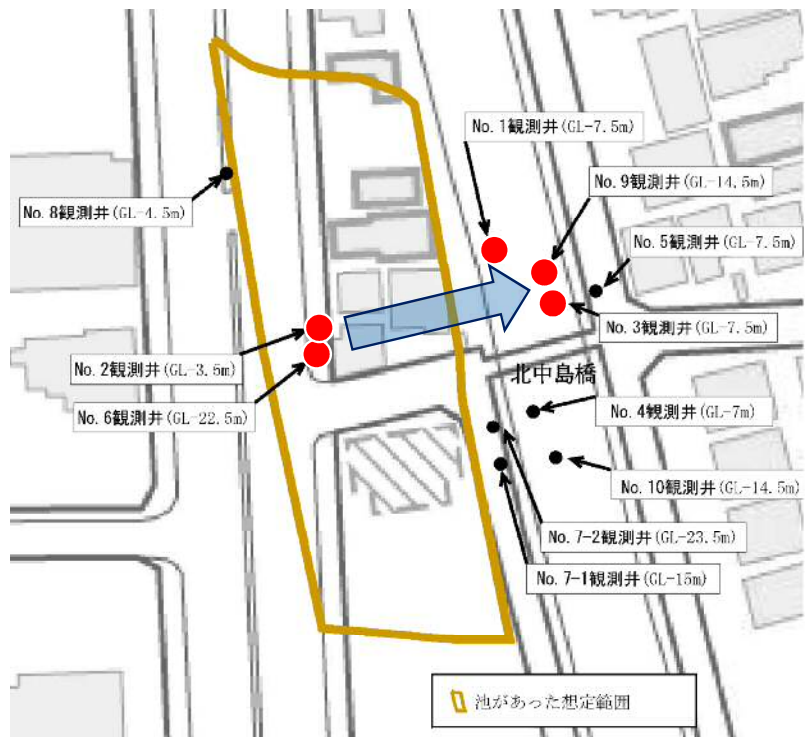 No. 1観測井(GL-7.5m)
No. 9観測井(GL-14.5m)
No. 8観測井(GL-4.5m)
No. 5観測井(GL-7.5m)
No. 3観測井(GL-7.5m)
No. 2観測井(GL-3.5m)
北中島橋
No. 6観測井(GL-22.5m)
No. 4観測井(GL-7m)
No. 10観測井(GL-14.5m)
No. 7-2観測井(GL-23.5m)
No. 7-1観測井(GL-15m)
池があった想定範囲